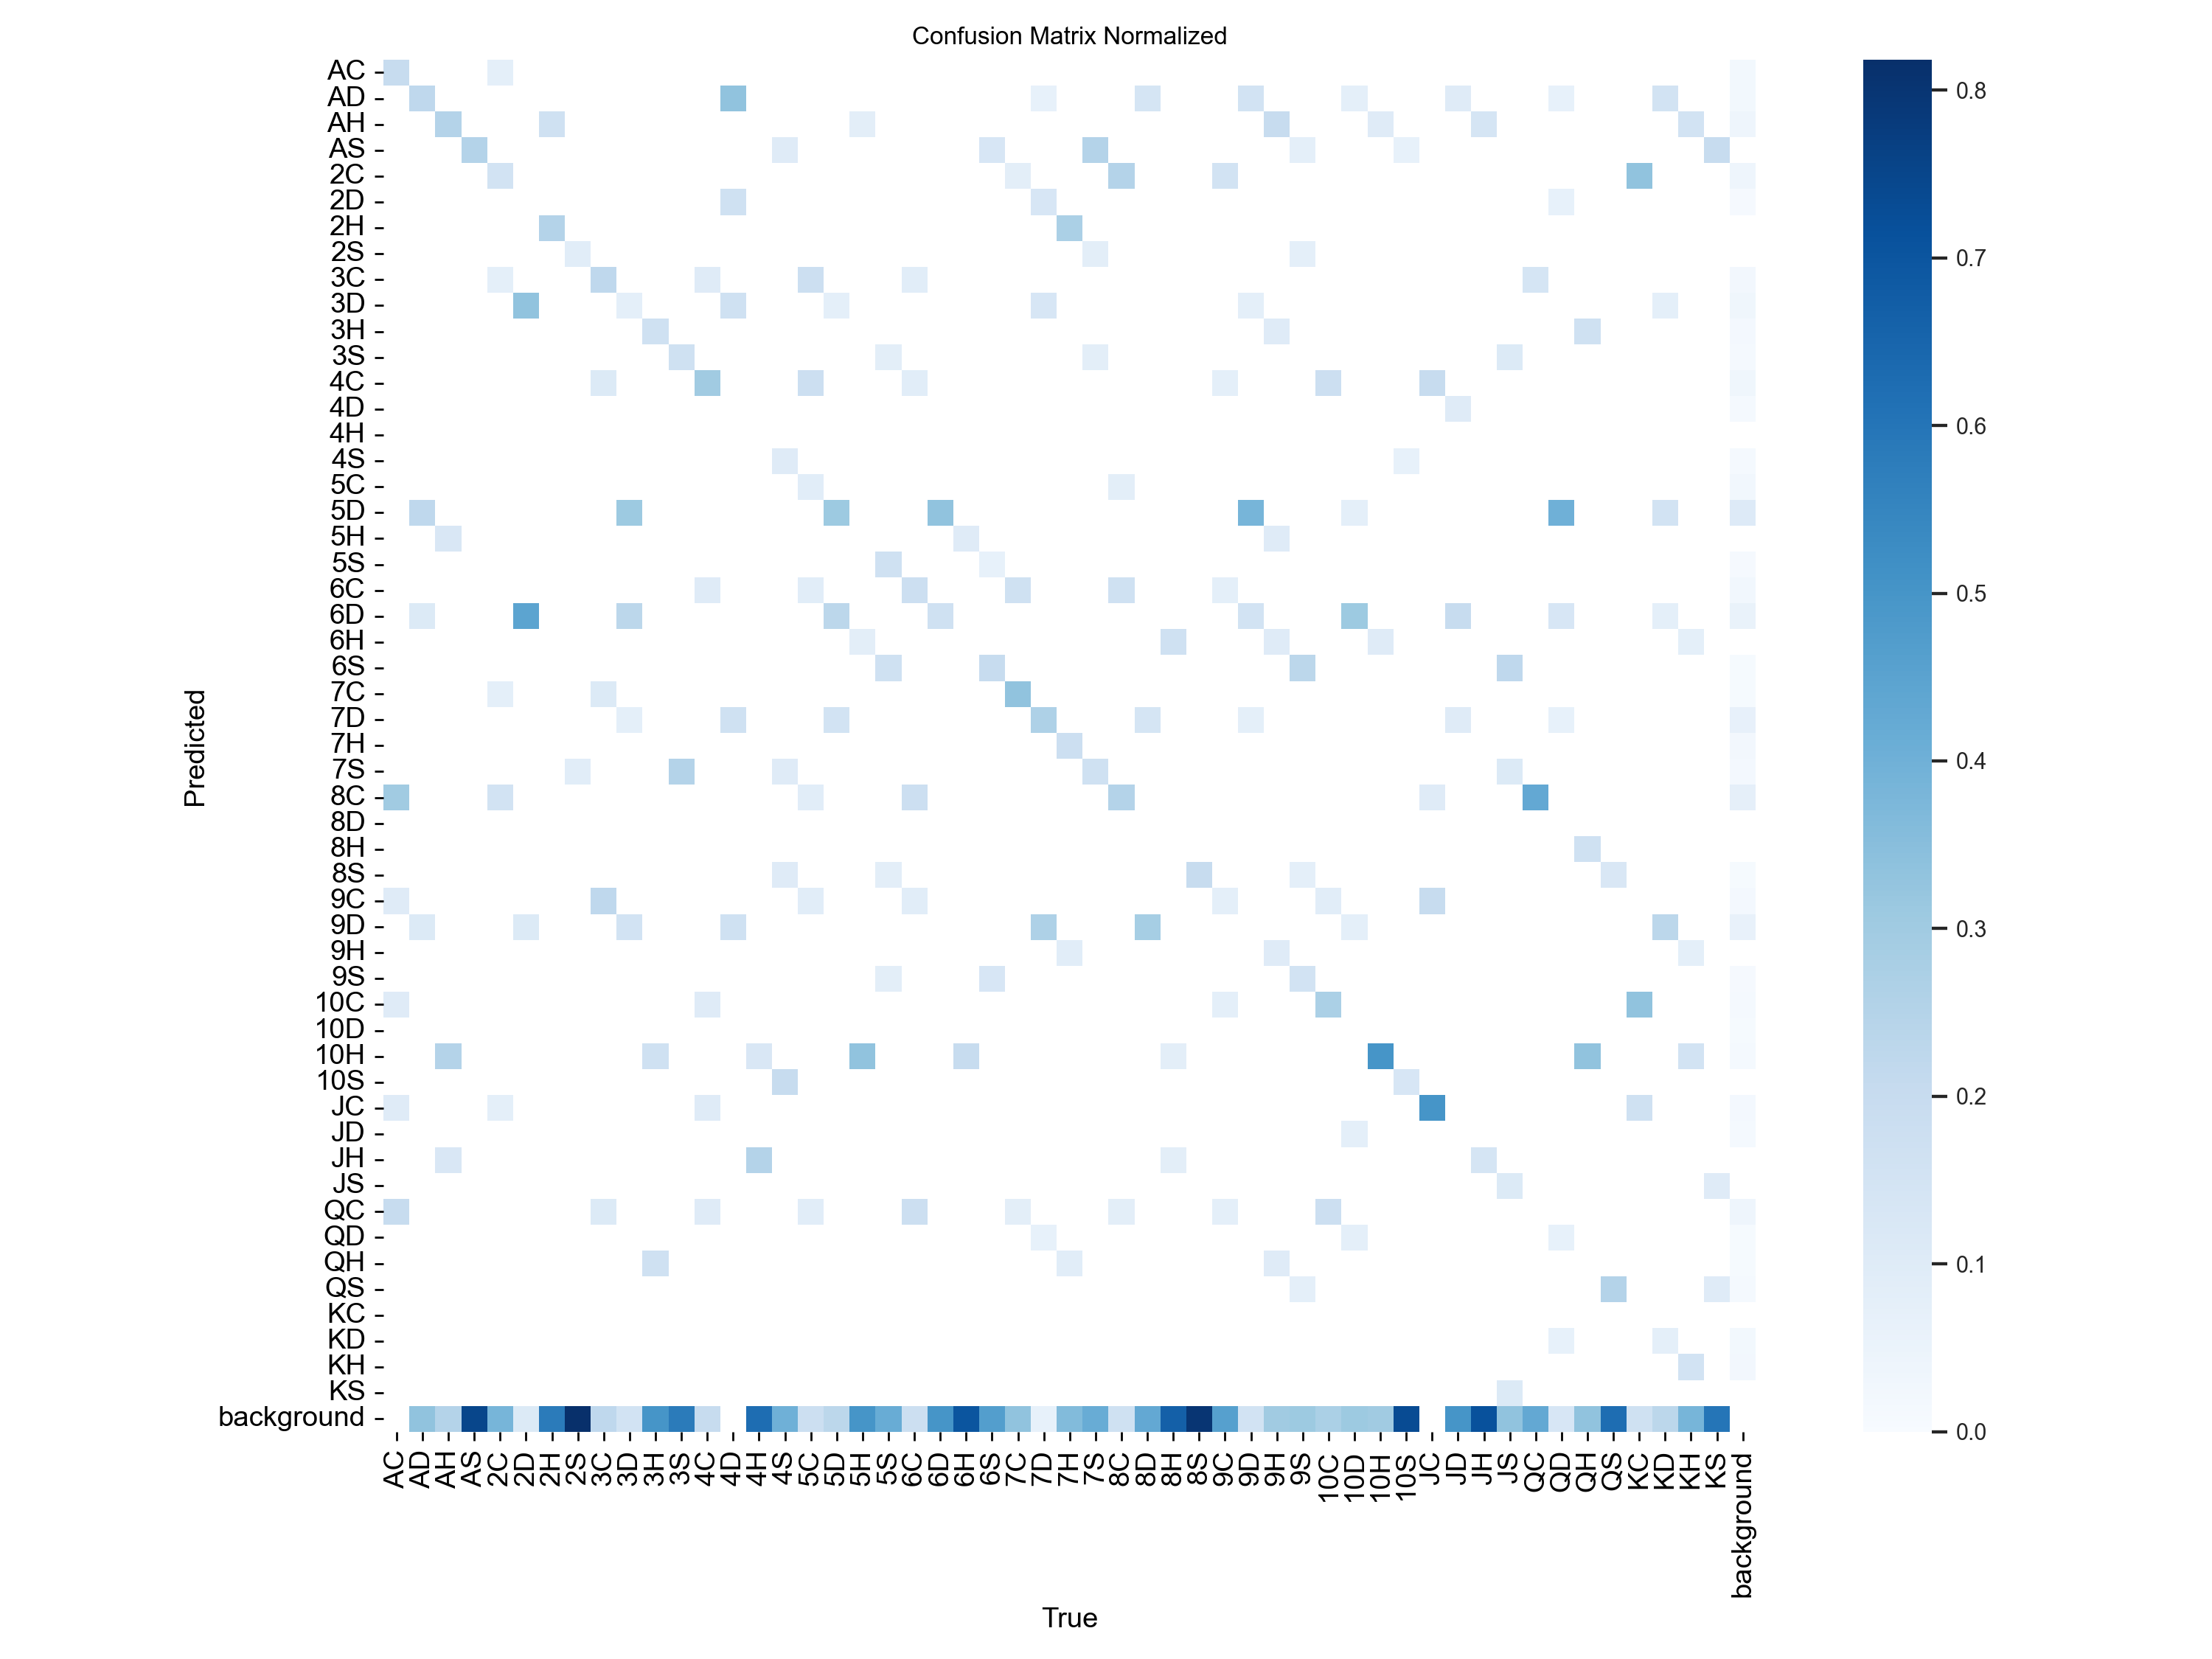 Confusion Matrix Normalized
AC
AD
AH
AS
2C
2D
2H
2S
3C
3D
3H
3S
4C
4D
4H
4S
5C
5D
5H
5S
6C
6D
6H
6S
7C
7D
7H
7S
8C
8D
8H
8S
9C
9D
9H
9S
10C
10D
10H
10S
JC
JD
JH
JS
QC
QD
QH
QS
KC
KD
KH
KS
background
Predicted
AC AD AH AS 2C 2D 2H 2S 3C 3D 3H 3S 4C 4D 4H 4S 5C 5D 5H 5S 6C 6D 6H 6S 7C 7D 7H 7S 8C 8D 8H 8S 9C 9D 9H 9S 10C 10D 10H 10S JC JD JH JS QC QD QH QS KC KD KH KS background
True
0.8
0.7
0.6
0.5
0.4
0.3
0.2
0.1
0.0